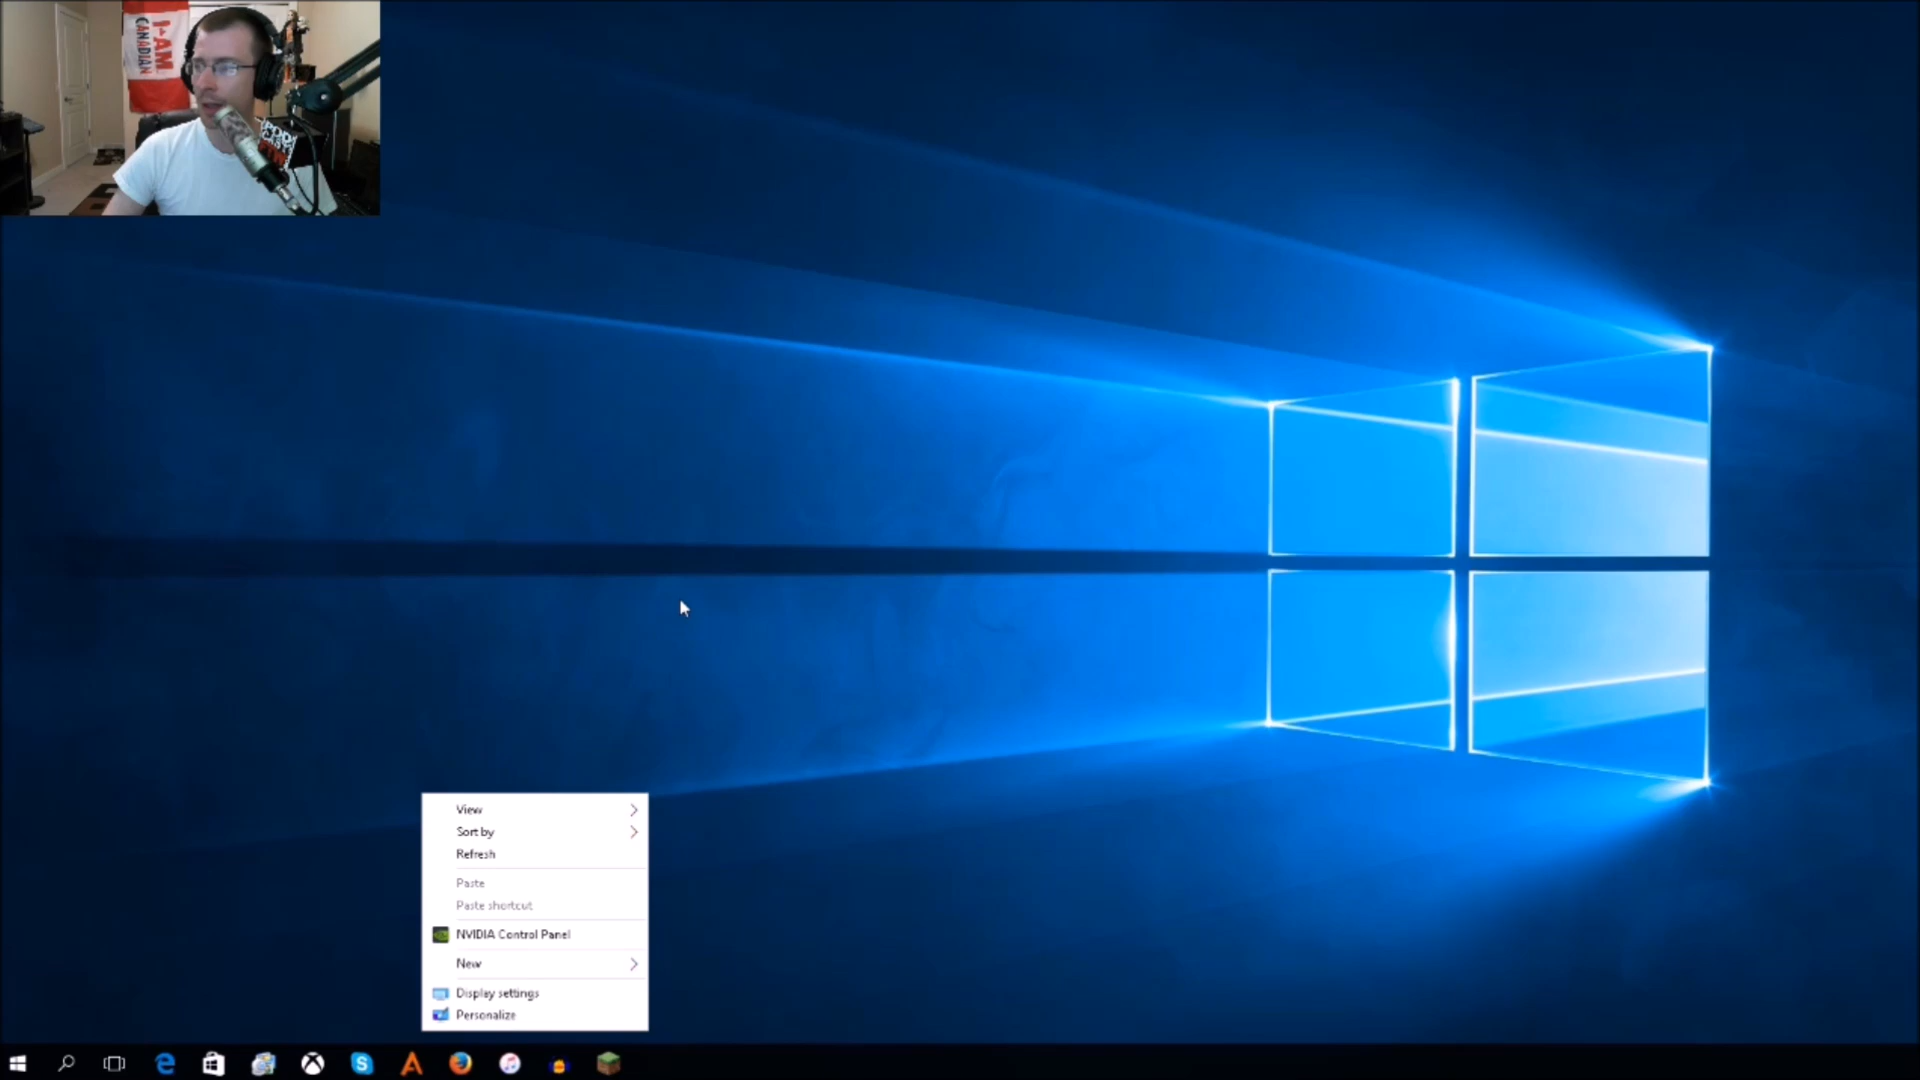 I AM
CANADIAN
View
Sort by
Refresh
Paste
Paste shortcut
NVIDIA Control Panel
New
Display settings
Personalize